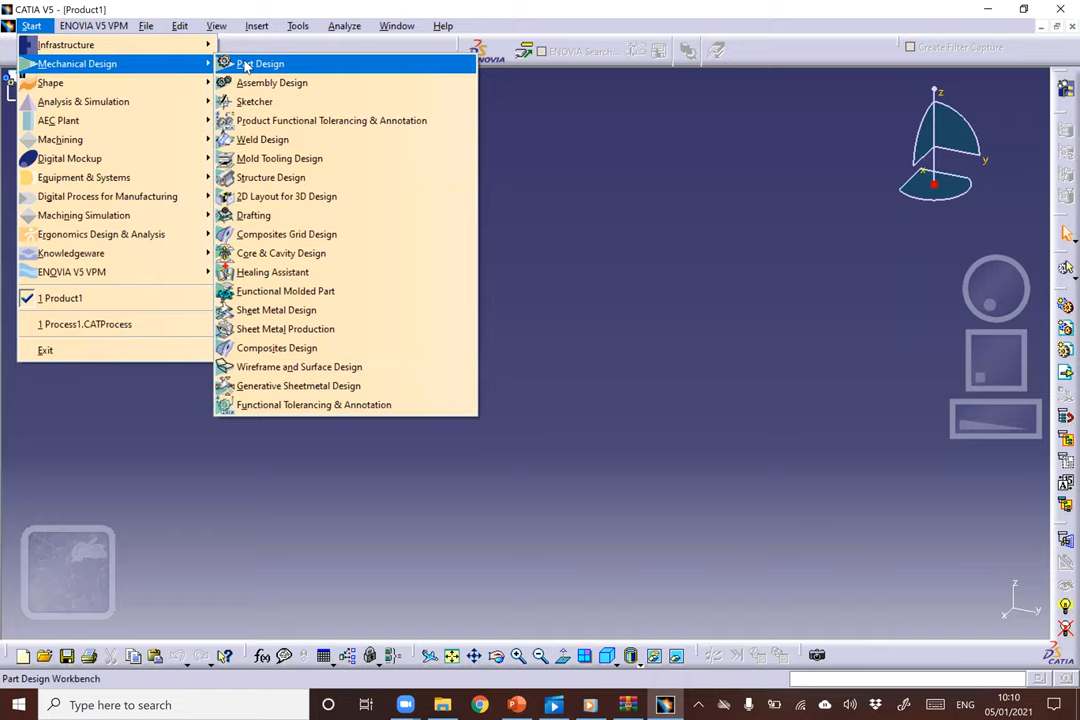 CATIA V5 - [Product1]
Start ENOVIA V5 VPM File Edit View Insert Tools Analyze Window Help
ENOVIA
ENOVIA Search...
Create Filter Capture
Infrastructure
Mechanical Design
Shape
Analysis & Simulation
AEC Plant
Machining
Digital Mockup
Equipment & Systems
Digital Process for Manufacturing
Machining Simulation
Ergonomics Design & Analysis
Knowledgeware
ENOVIA V5 VPM
1 Product1
1 Process1.CATProcess
Exit
Part Design
Assembly Design
Sketcher
Product Functional Tolerancing & Annotation
Weld Design
Mold Tooling Design
Structure Design
2D Layout for 3D Design
Drafting
Composites Grid Design
Core & Cavity Design
Healing Assistant
Functional Molded Part
Sheet Metal Design
Sheet Metal Production
Composites Design
Wireframe and Surface Design
Generative Sheetmetal Design
Functional Tolerancing & Annotation
z
y
x
z
x y
f(x)
CATIA
Part Design Workbench
Type here to search
ENG
10:10
05/01/2021